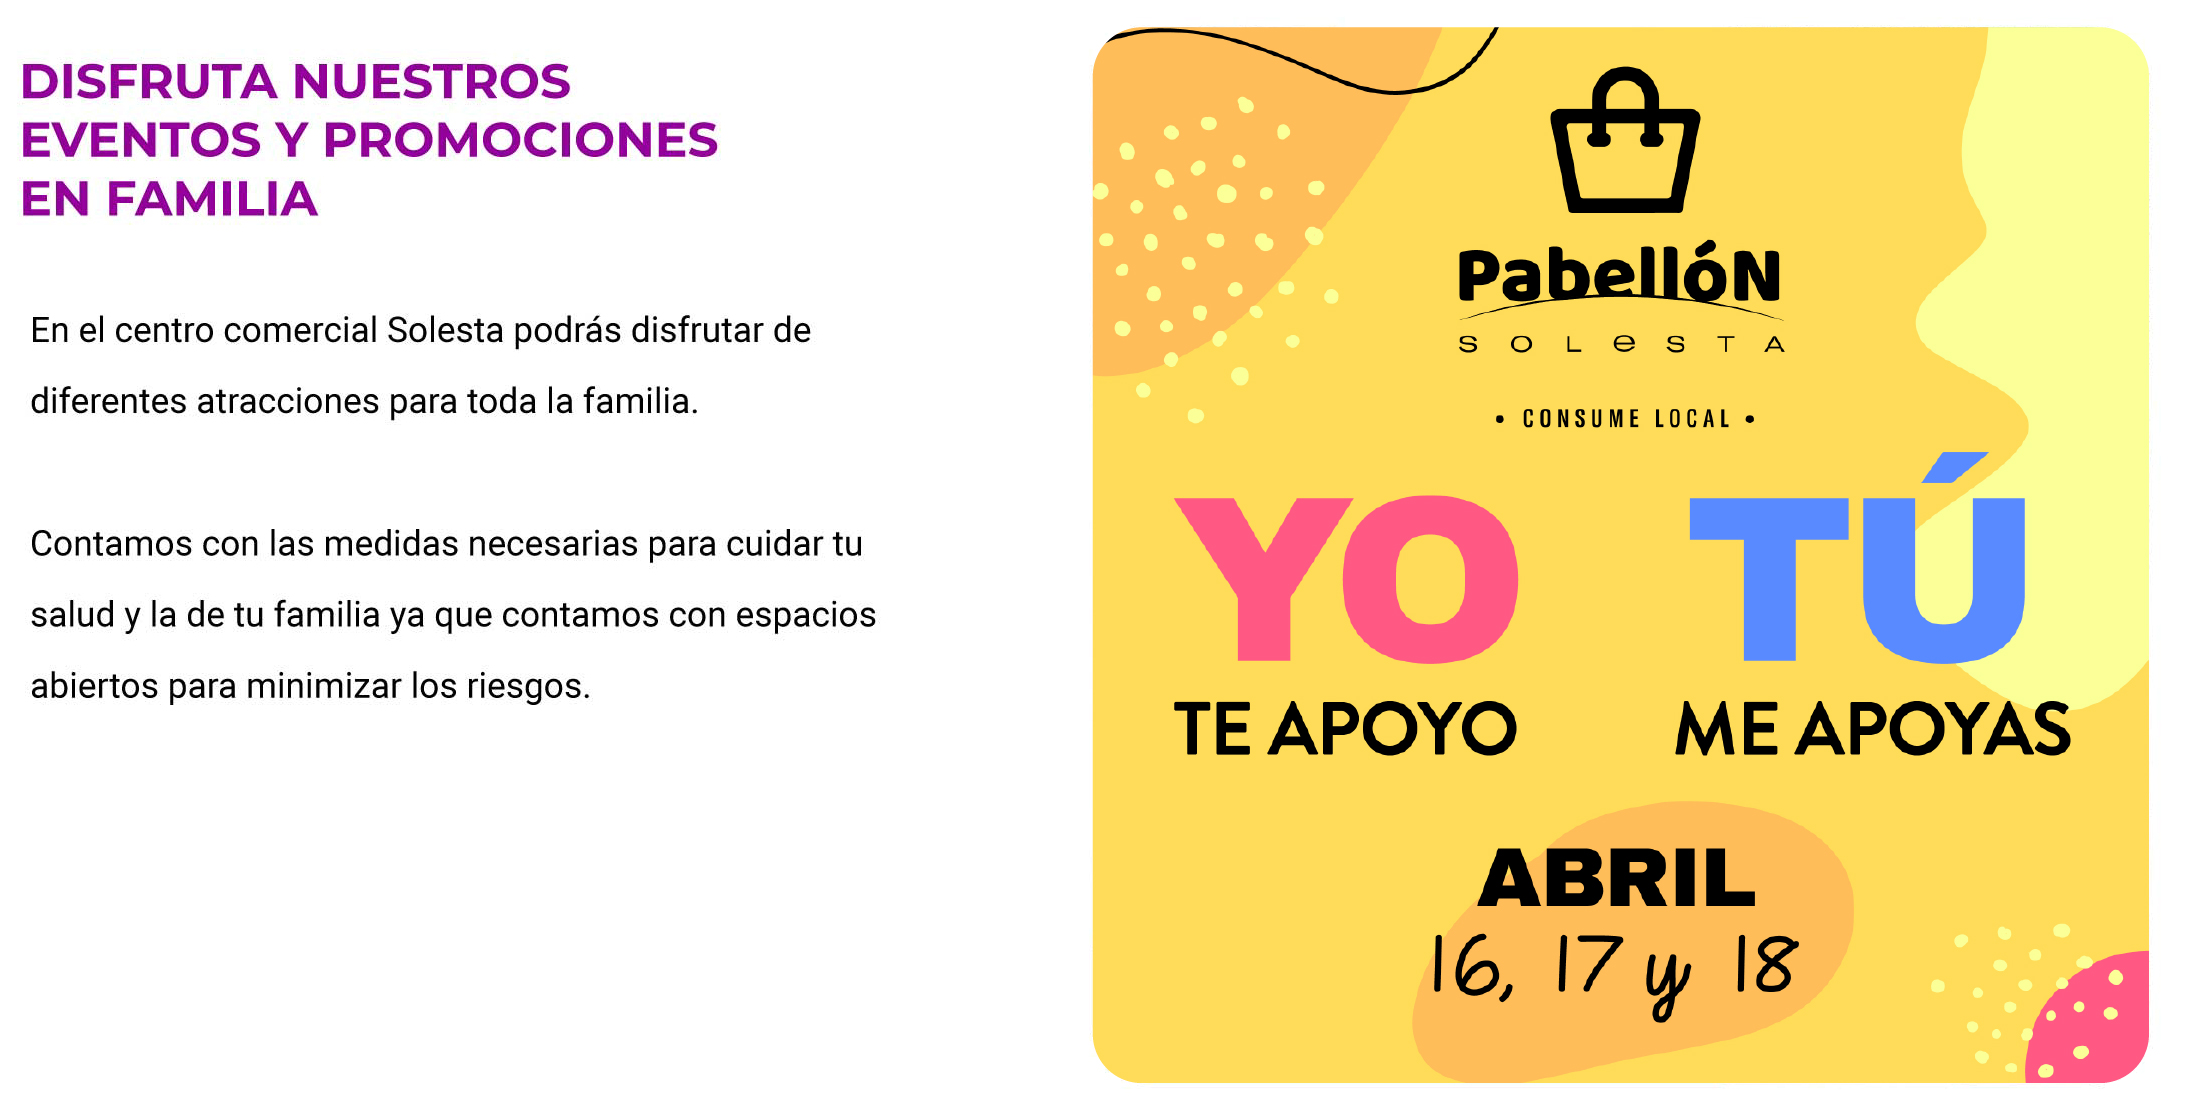 DISFRUTA NUESTROS
EVENTOS Y PROMOCIONES
EN FAMILIA
En el centro comercial Solesta podrás disfrutar de
diferentes atracciones para toda la familia.
Contamos con las medidas necesarias para cuidar tu
salud y la de tu familia ya que contamos con espacios
abiertos para minimizar los riesgos.
PabellóN
SOLeSTA
• CONSUME LOCAL •
YO TÚ
TE APOYO ME APOYAS
ABRIL
16, 17 y 18